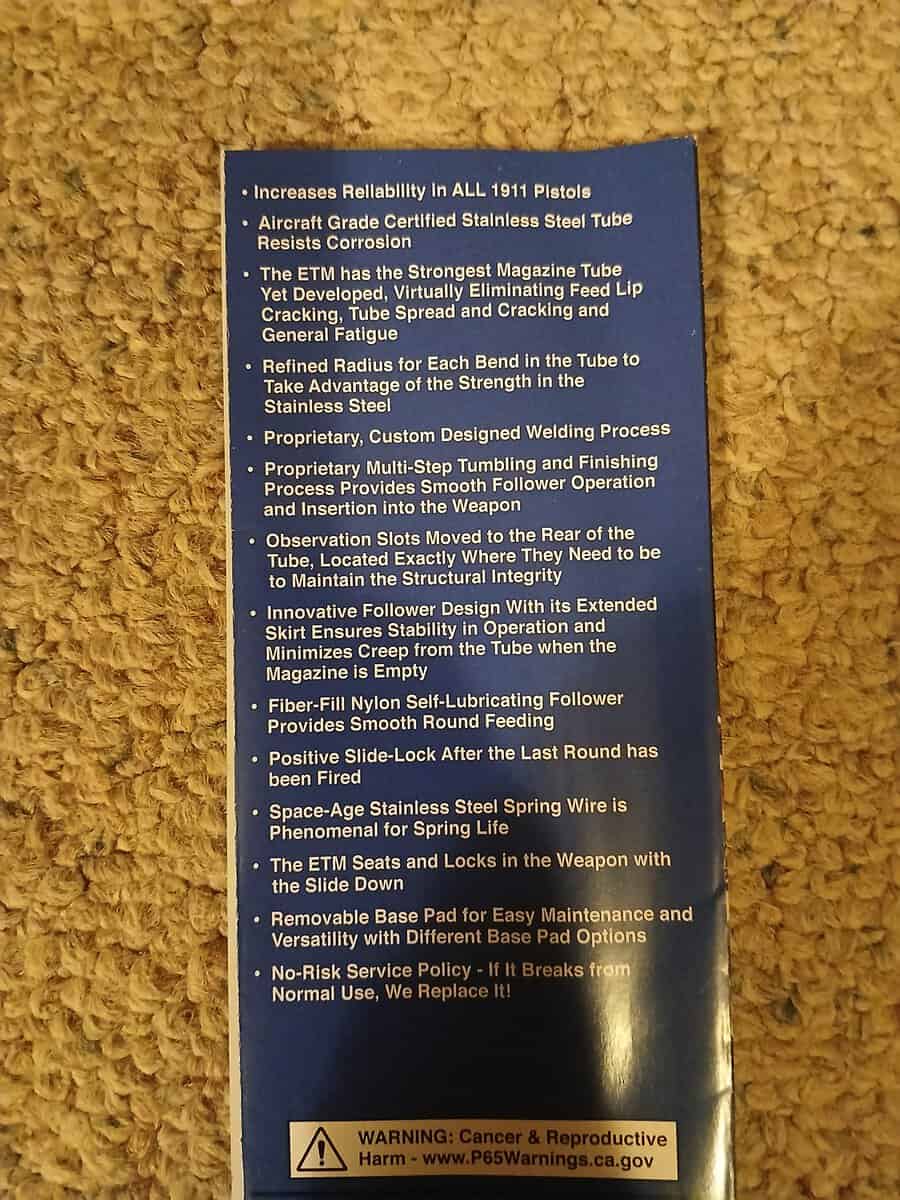 • Increases Reliability in ALL 1911 Pistols
• Aircraft Grade Certified Stainless Steel Tube
Resists Corrosion
• The ETM has the Strongest Magazine Tube
Yet Developed, Virtually Eliminating Feed Lip
Cracking, Tube Spread and Cracking and
General Fatigue
• Refined Radius for Each Bend in the Tube to
Take Advantage of the Strength in the
Stainless Steel
• Proprietary, Custom Designed Welding Process
• Proprietary Multi-Step Tumbling and Finishing
Process Provides Smooth Follower Operation
and Insertion into the Weapon
• Observation Slots Moved to the Rear of the
Tube, Located Exactly Where They Need to be
to Maintain the Structural Integrity
• Innovative Follower Design With its Extended
Skirt Ensures Stability in Operation and
Minimizes Creep from the Tube when the
Magazine is Empty
• Fiber-Fill Nylon Self-Lubricating Follower
Provides Smooth Round Feeding
• Positive Slide-Lock After the Last Round has
been Fired
• Space-Age Stainless Steel Spring Wire is
Phenomenal for Spring Life
• The ETM Seats and Locks in the Weapon with
the Slide Down
• Removable Base Pad for Easy Maintenance and
Versatility with Different Base Pad Options
• No-Risk Service Policy - If It Breaks from
Normal Use, We Replace It!
WARNING: Cancer & Reproductive
Harm - www.P65Warnings.ca.gov